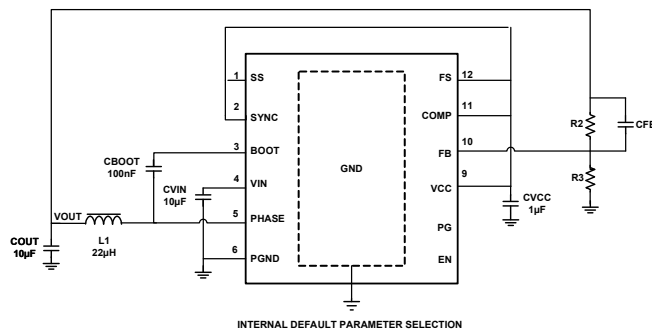 1 SS
2 SYNC
3 BOOT
4 VIN
5 PHASE
6 PGND
GND
FS 12
COMP 11
FB 10
VCC 9
PG
EN
CBOOT
100nF
CVIN
10µF
VOUT
L1
22µH
COUT
10µF
R2
R3
CVCC
1µF
INTERNAL DEFAULT PARAMETER SELECTION